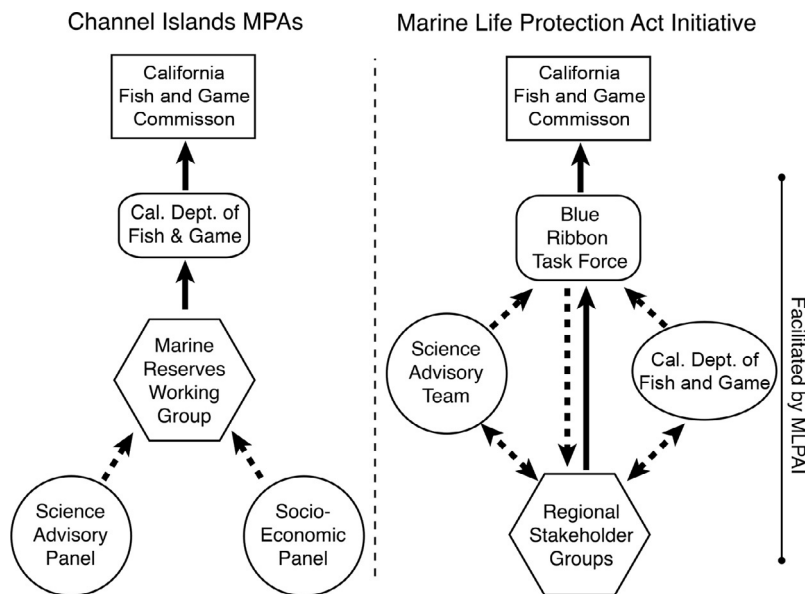 Channel Islands MPAs
California
Fish and Game
Commisson
Cal. Dept. of
Fish & Game
Marine
Reserves
Working
Group
Science
Advisory
Panel
Socio-
Economic
Panel
Marine Life Protection Act Initiative
California
Fish and Game
Commisson
Blue
Ribbon
Task Force
Science
Advisory
Team
Cal. Dept. of
Fish and Game
Regional
Stakeholder
Groups
Facilitated by MLPAI